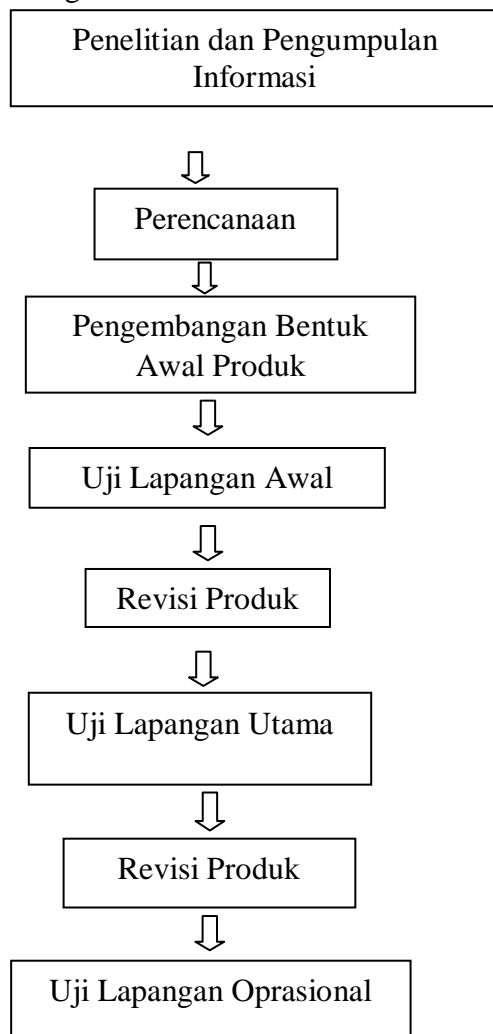 Penelitian dan Pengumpulan
Informasi
Perencanaan
Pengembangan Bentuk
Awal Produk
Uji Lapangan Awal
Revisi Produk
Uji Lapangan Utama
Revisi Produk
Uji Lapangan Oprasional